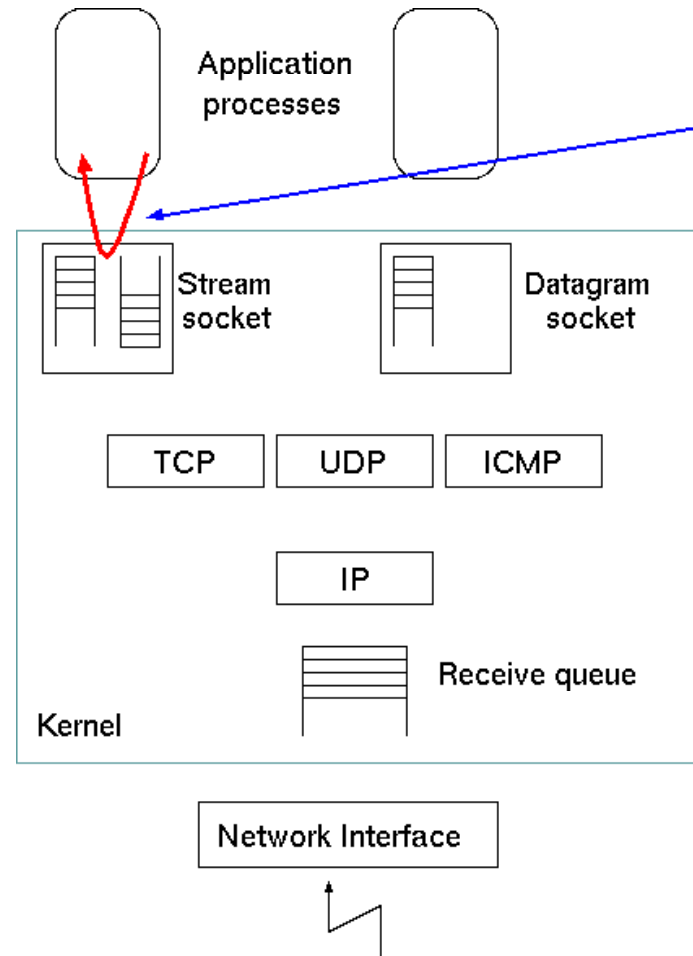 Application
processes
Stream
socket
Datagram
socket
TCP
UDP
ICMP
IP
Receive queue
Kernel
Network Interface